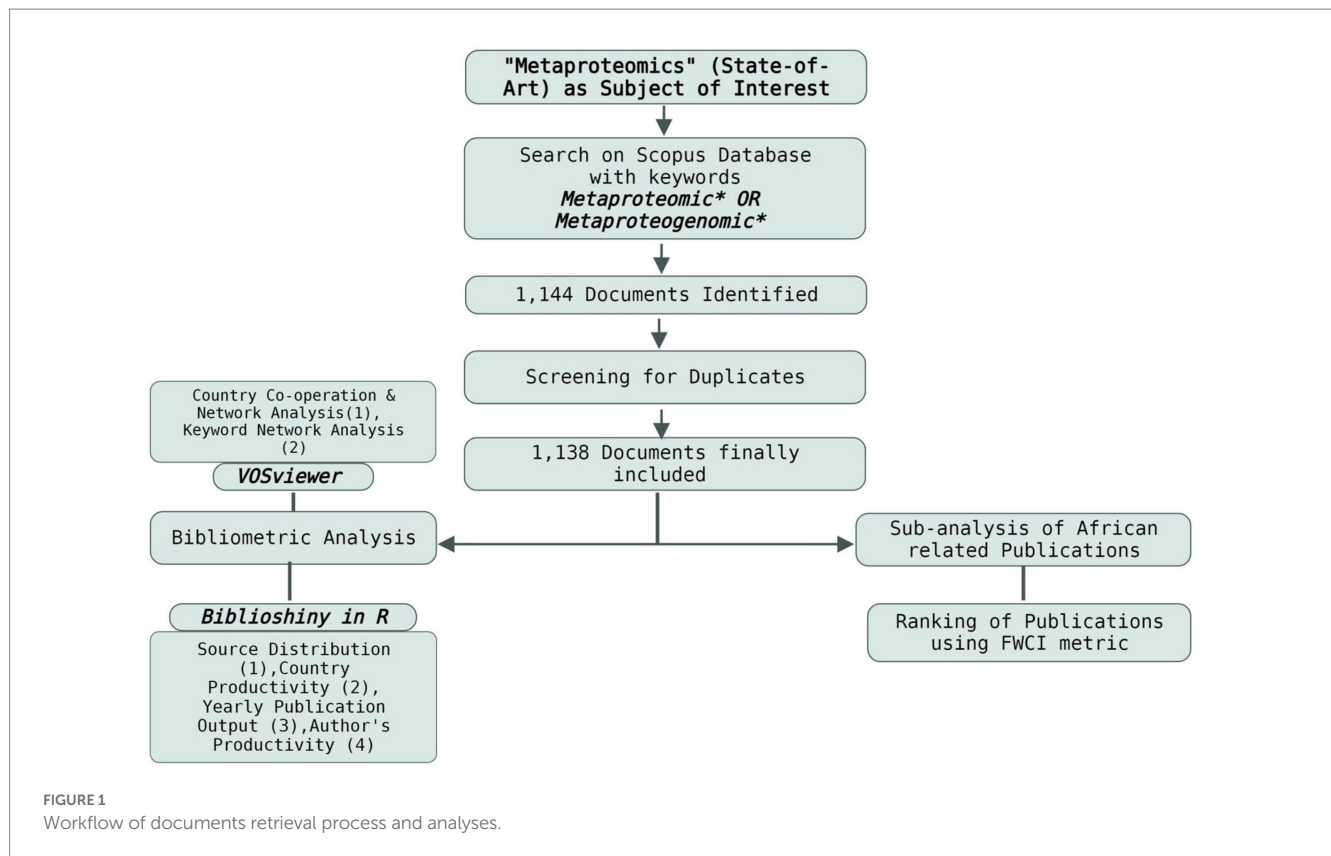 "Metaproteomics" (State-of-
Art) as Subject of Interest
Search on Scopus Database
with keywords
Metaproteomic* OR
Metaproteogenomic*
1,144 Documents Identified
Screening for Duplicates
1,138 Documents finally
included
Country Co-operation &
Network Analysis(1),
Keyword Network Analysis
(2)
VOSviewer
Bibliometric Analysis
Biblioshiny in R
Source Distribution
(1),Country
Productivity (2),
Yearly Publication
Output (3),Author's
Productivity (4)
Sub-analysis of African
related Publications
Ranking of Publications
using FWCI metric
FIGURE 1
Workflow of documents retrieval process and analyses.